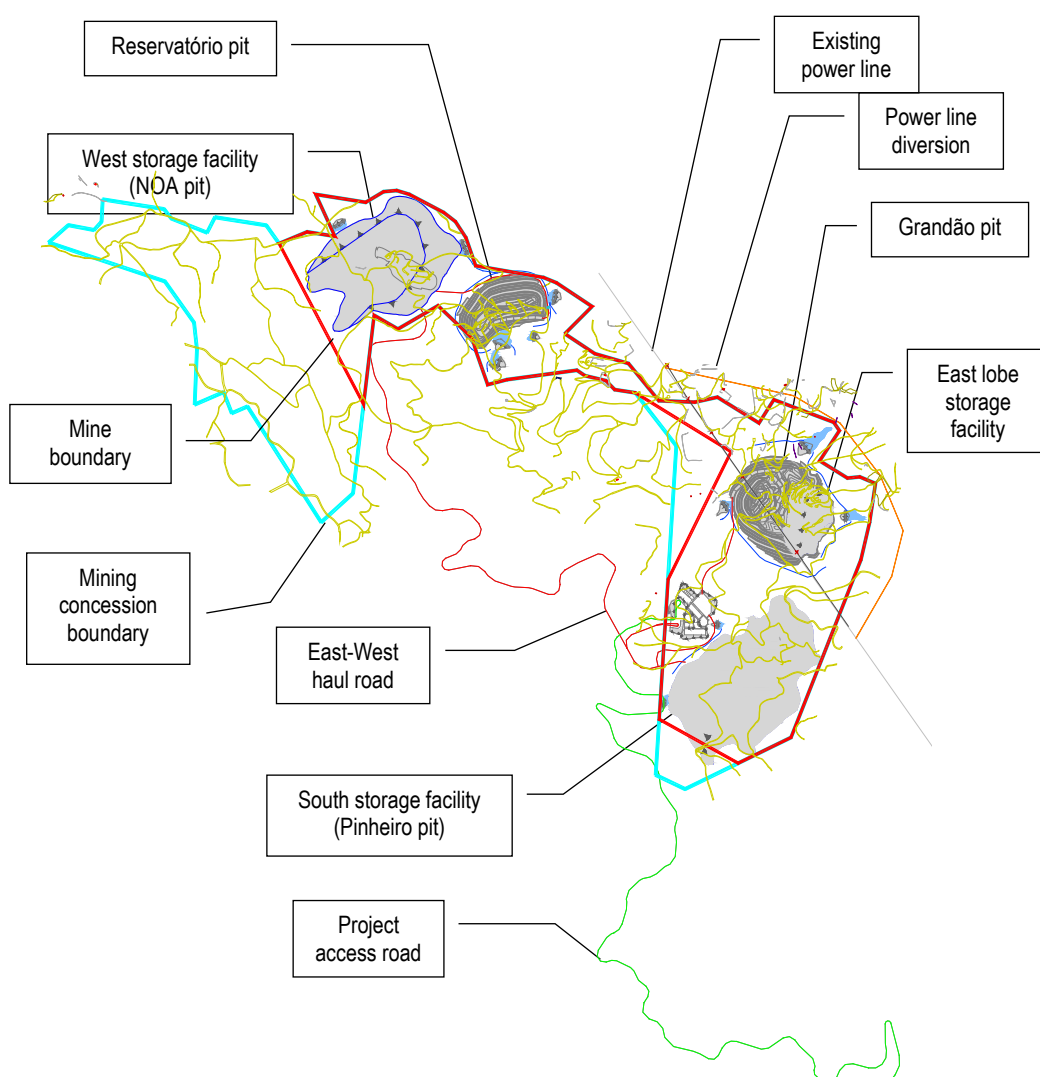 Reservatório pit
Existing
power line
Power line
diversion
West storage facility
(NOA pit)
Grandão pit
East lobe
storage
facility
Mine
boundary
Mining
concession
boundary
East-West
haul road
South storage facility
(Pinheiro pit)
Project
access road